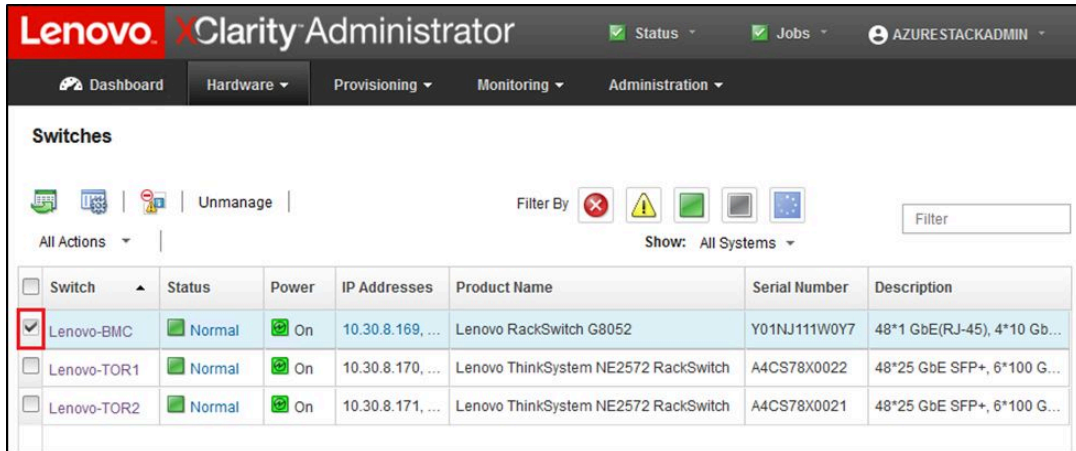 Lenovo. XClarity Administrator Status Jobs AZURESTACKADMIN
Dashboard Hardware Provisioning Monitoring Administration
Switches
Unmanage Filter By Filter
All Actions Show: All Systems
Switch Status Power IP Addresses Product Name Serial Number Description
Lenovo-BMC Normal On 10.30.8.169, ... Lenovo RackSwitch G8052 Y01NJ111W0Y7 48*1 GbE(RJ-45), 4*10 Gb...
Lenovo-TOR1 Normal On 10.30.8.170, ... Lenovo ThinkSystem NE2572 RackSwitch A4CS78X0022 48*25 GbE SFP+, 6*100 G...
Lenovo-TOR2 Normal On 10.30.8.171, ... Lenovo ThinkSystem NE2572 RackSwitch A4CS78X0021 48*25 GbE SFP+, 6*100 G...